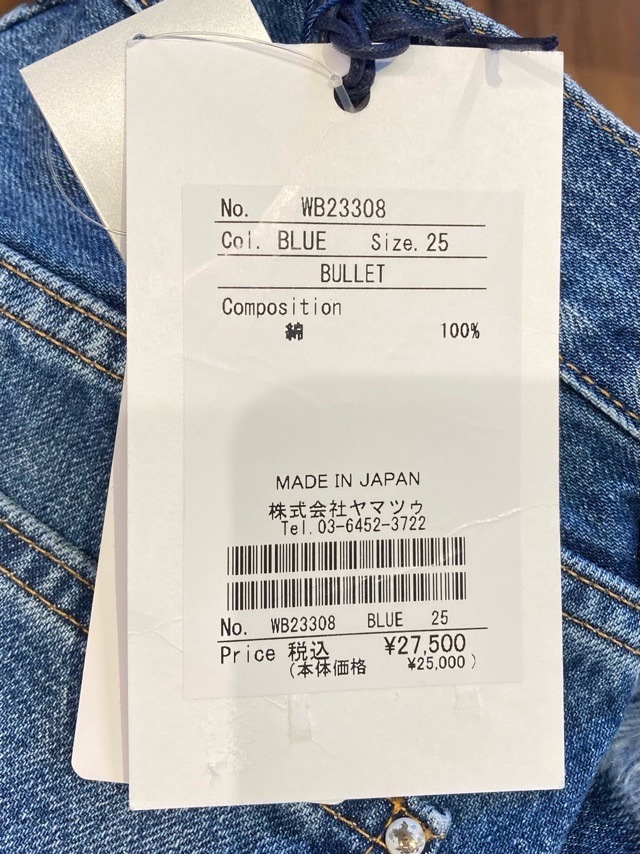 No. WB23308
Col. BLUE Size. 25
BULLET
Composition
綿 100%
MADE IN JAPAN
株式会社ヤマツゥ
Tel.03-6452-3722
No. WB23308 BLUE 25
Price 税込 ¥27,500
(本体価格 ¥25,000 )